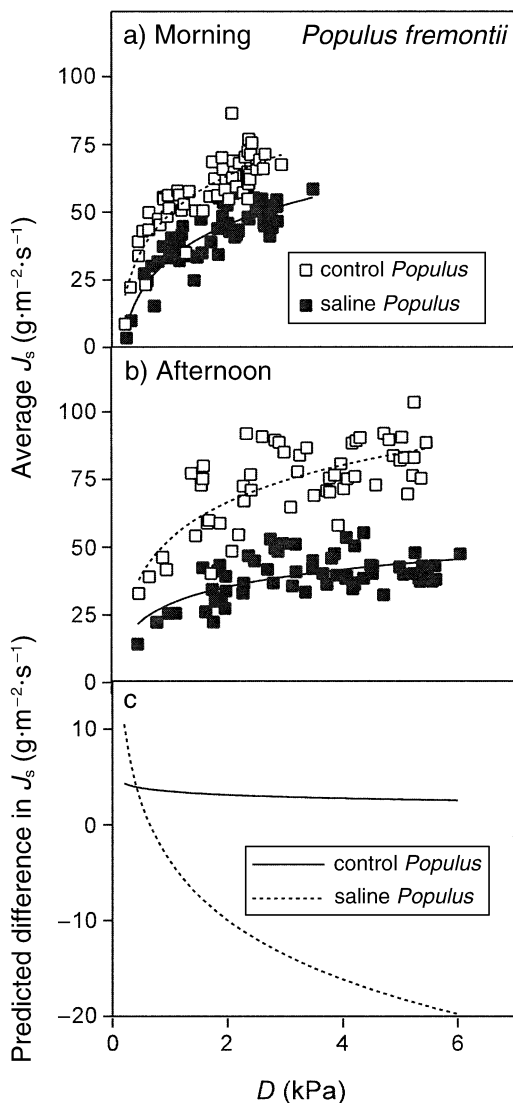 a) Morning Populus fremontii
100
75
50
25
0
control Populus
saline Populus
Average Js (g·m−2·s−1)
b) Afternoon
100
75
50
25
0
c
10
0
−10
−20
control Populus
saline Populus
Predicted difference in Js (g·m−2·s−1)
0 2 4 6
D (kPa)